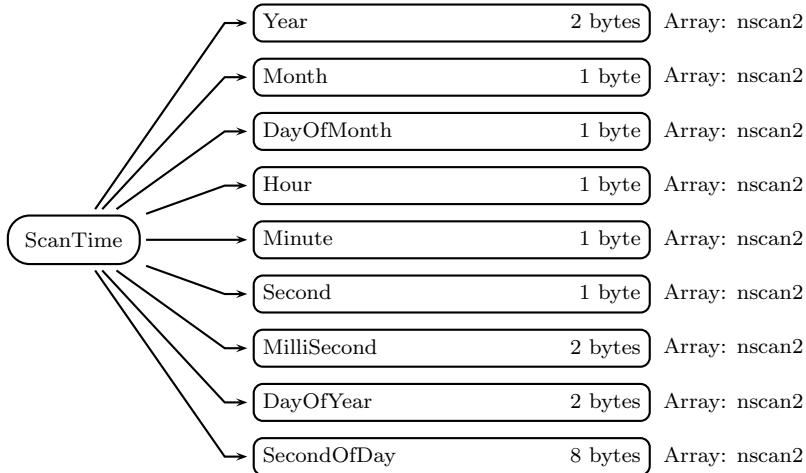 Year 2 bytes Array: nscan2
Month 1 byte Array: nscan2
DayOfMonth 1 byte Array: nscan2
Hour 1 byte Array: nscan2
ScanTime Minute 1 byte Array: nscan2
Second 1 byte Array: nscan2
MilliSecond 2 bytes Array: nscan2
DayOfYear 2 bytes Array: nscan2
SecondOfDay 8 bytes Array: nscan2